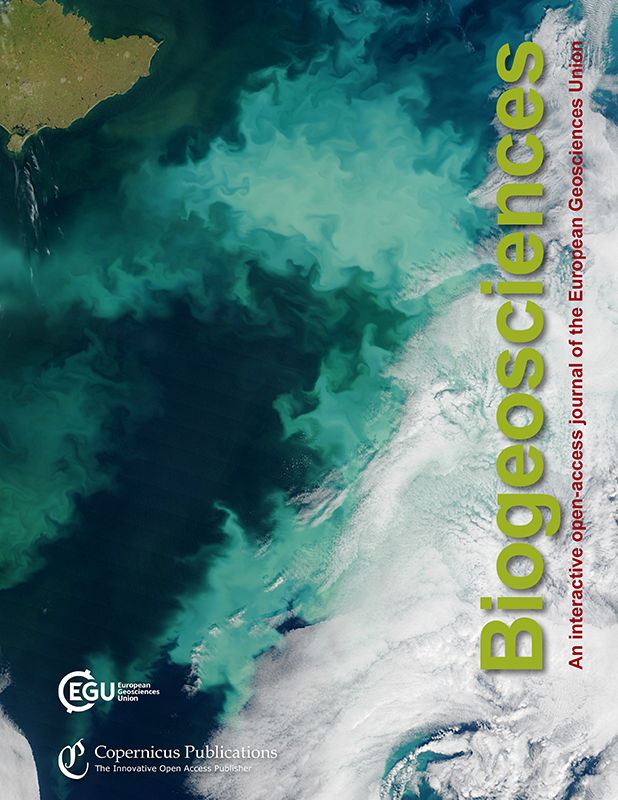 Biogeosciences
An interactive open-access journal of the European Geosciences Union
EGU
European
Geosciences
Union
Copernicus Publications
The Innovative Open Access Publisher